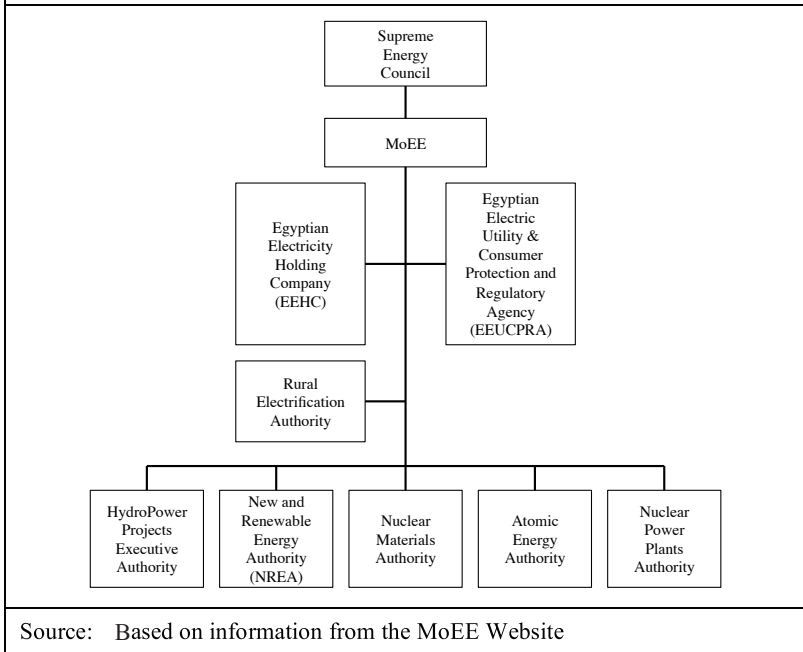 Supreme
Energy
Council
MoEE
Egyptian
Electricity
Holding
Company
(EEHC)
Egyptian
Electric
Utility &
Consumer
Protection and
Regulatory
Agency
(EEUCPRA)
Rural
Electrification
Authority
HydroPower
Projects
Executive
Authority
New and
Renewable
Energy
Authority
(NREA)
Nuclear
Materials
Authority
Atomic
Energy
Authority
Nuclear
Power
Plants
Authority
Source: Based on information from the MoEE Website